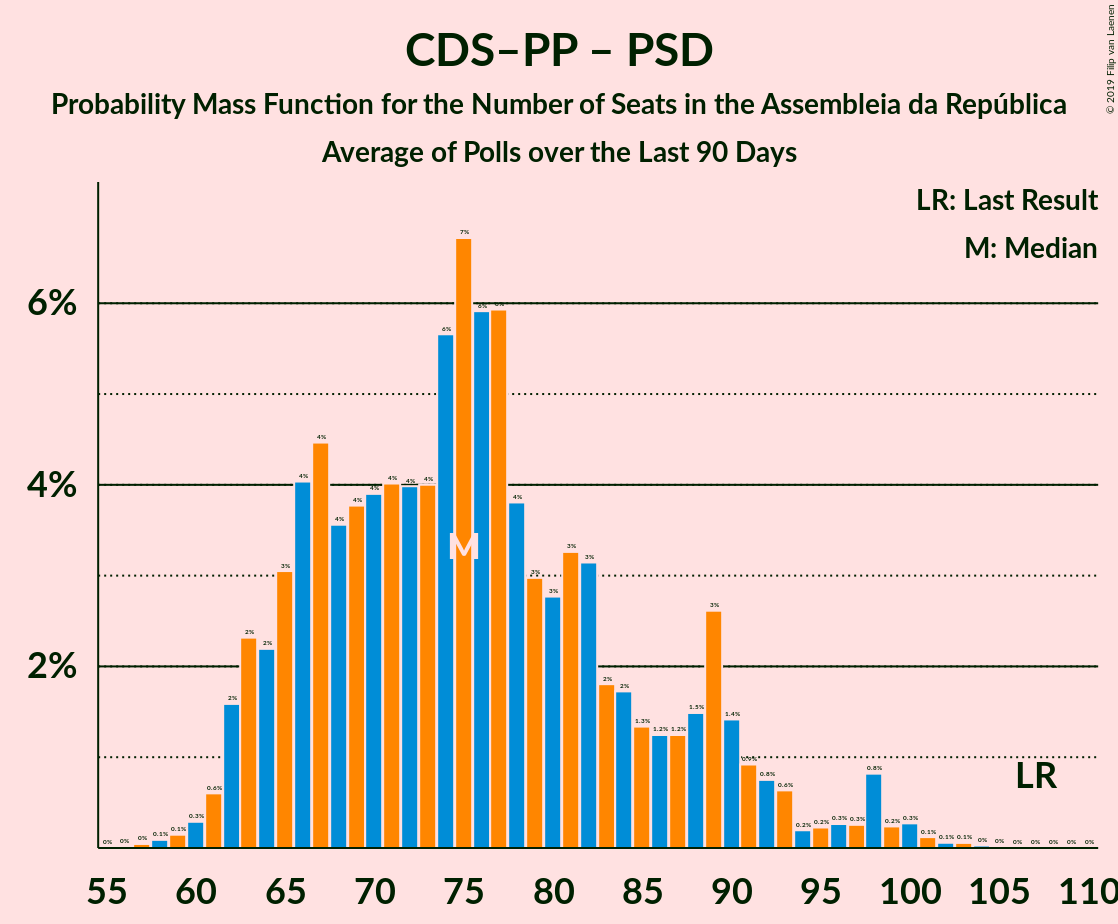 CDS–PP – PSD
Probability Mass Function for the Number of Seats in the Assembleia da República
Average of Polls over the Last 90 Days
© 2019 Filip van Laenen
LR: Last Result
M: Median
6%
4%
2%
0% 0% 0% 0.1% 0.1% 0.3% 0.6% 2% 2% 2% 3% 4% 4% 4% 4% 4% 4% 4% 4% 6% 7% 6% 6% 4% 3% 3% 3% 3% 2% 2% 1.3% 1.2% 1.2% 1.5% 3% 1.4% 0.9% 0.8% 0.6% 0.2% 0.2% 0.3% 0.3% 0.8% 0.2% 0.3% 0.1% 0.1% 0.1% 0% 0% 0% 0% 0% 0% 0%
M
LR
55 60 65 70 75 80 85 90 95 100 105 110